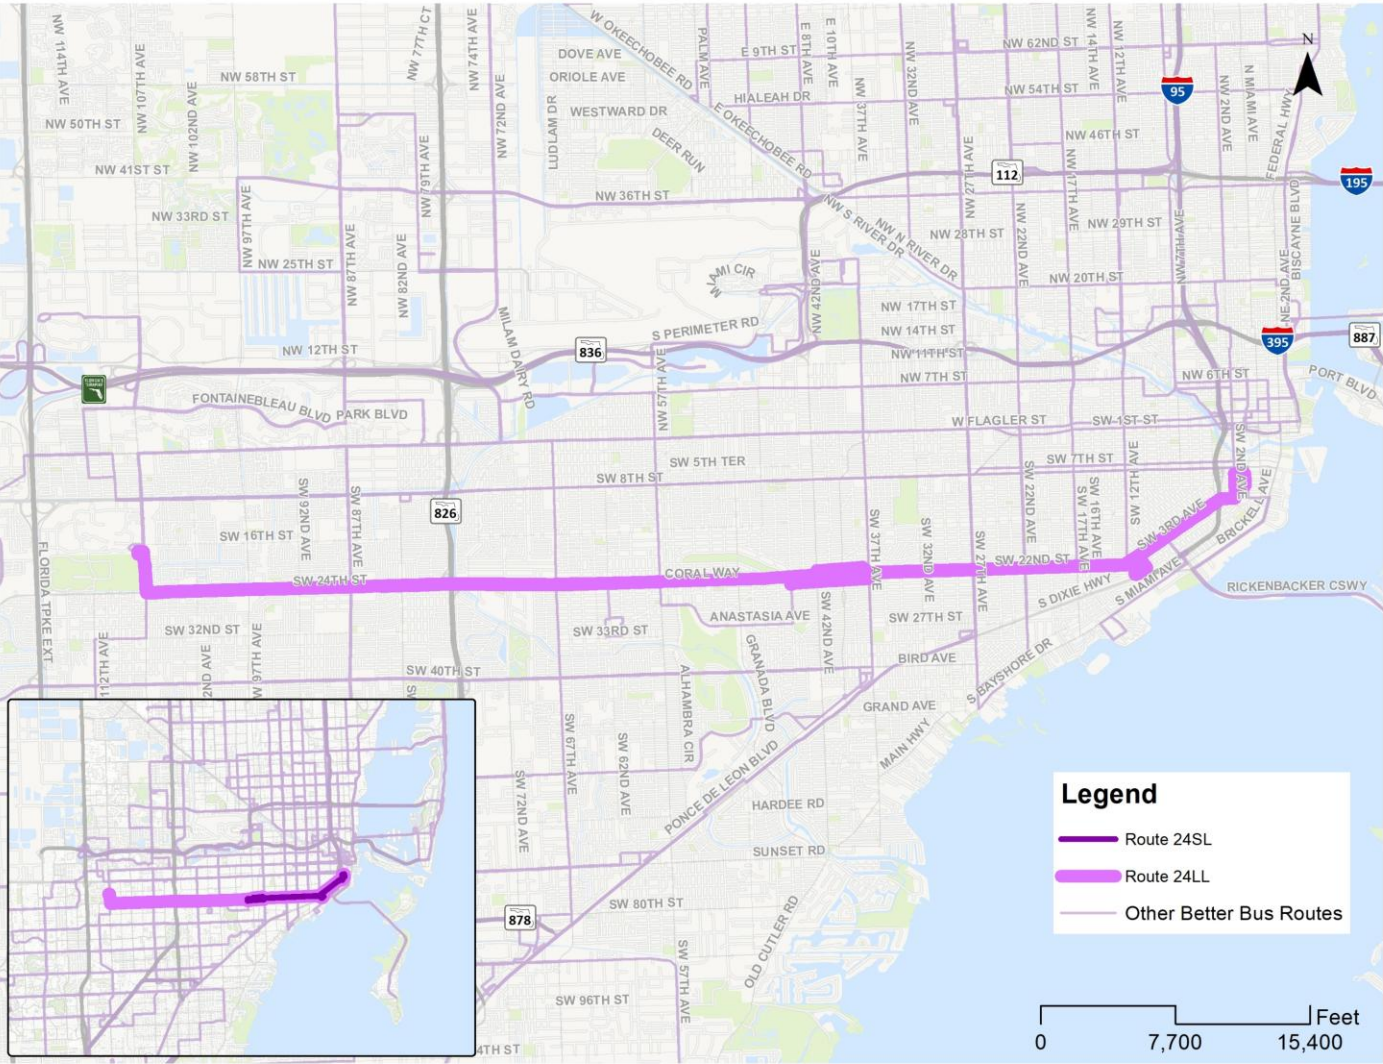 NW 114TH AVE
NW 107TH AVE
NW 102ND AVE
NW 58TH ST
NW 50TH ST
NW 41ST ST
NW 33RD ST
NW 97TH AVE
NW 25TH ST
NW 87TH AVE
NW 82ND AVE
NW 79TH AVE
NW 77TH CT
NW 74TH AVE
NW 72ND AVE
LUDLAM DR
DOVE AVE
ORIOLE AVE
WESTWARD DR
DEER RUN
W OKEECHOBEE RD
PALM AVE
E 9TH ST
E 8TH AVE
E 10TH AVE
HIALEAH DR
E OKEECHOBEE RD
NW 37TH AVE
NW 32ND AVE
NW 62ND ST
NW 14TH AVE
NW 12TH AVE
NW 54TH ST
NW 46TH ST
95
NW 2ND AVE
N MIAMI AVE
FEDERAL HWY
N
112
195
NW 36TH ST
NW 27TH AVE
NW 17TH AVE
NW S RIVER DR
NW N RIVER DR
NW 28TH ST
NW 22ND AVE
NW 29TH ST
NW 7TH AVE
BISCAYNE BLVD
NE 2ND AVE
NW 20TH ST
NW 42ND AVE
NW 17TH ST
NW 14TH ST
NW 11TH ST
NW 7TH ST
NW 6TH ST
395
887
PORT BLVD
S PERIMETER RD
836
MILAM DAIRY RD
NW 12TH ST
NW 57TH AVE
FONTAINEBLEAU BLVD
PARK BLVD
W FLAGLER ST
SW 1ST ST
SW 5TH TER
SW 8TH ST
SW 7TH ST
SW 2ND AVE
SW 12TH AVE
SW 22ND AVE
SW 16TH AVE
SW 17TH AVE
SW 3RD AVE
BRICKELL AVE
826
SW 92ND AVE
SW 87TH AVE
SW 16TH ST
FLORIDA TPKE EXT
SW 24TH ST
CORAL WAY
SW 37TH AVE
SW 32ND AVE
SW 27TH AVE
SW 22ND ST
S DIXIE HWY
S MIAMI AVE
RICKENBACKER CSWY
ANASTASIA AVE
SW 42ND AVE
SW 27TH ST
SW 32ND ST
SW 33RD ST
SW 40TH ST
BIRD AVE
S BAYSHORE DR
112TH AVE
2ND AVE
W 97TH AVE
SW
ALHAMBRA CIR
GRANADA BLVD
GRAND AVE
MAIN HWY
SW 67TH AVE
SW 62ND AVE
SW 72ND AVE
PONCE DE LEON BLVD
HARDEE RD
SUNSET RD
SW 80TH ST
878
OLD CUTLER RD
SW 57TH AVE
SW 96TH ST
4TH ST
Legend
Route 24SL
Route 24LL
Other Better Bus Routes
Feet
0 7,700 15,400